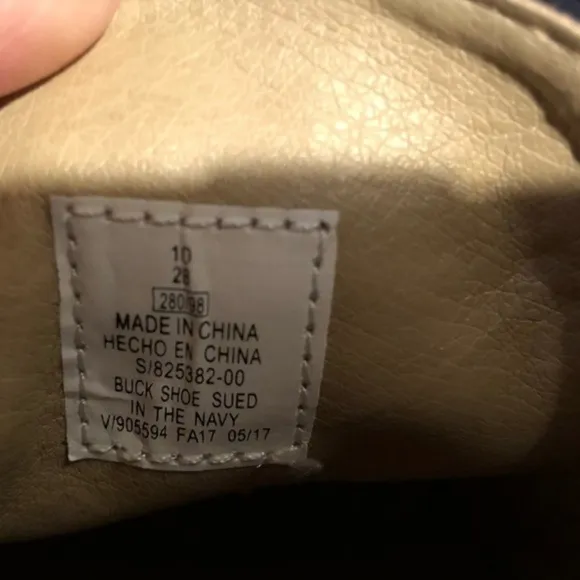 10
28
280/98
MADE IN CHINA
HECHO EN CHINA
S/825382-00
BUCK SHOE SUED
IN THE NAVY
V/905594 FA17 05/17